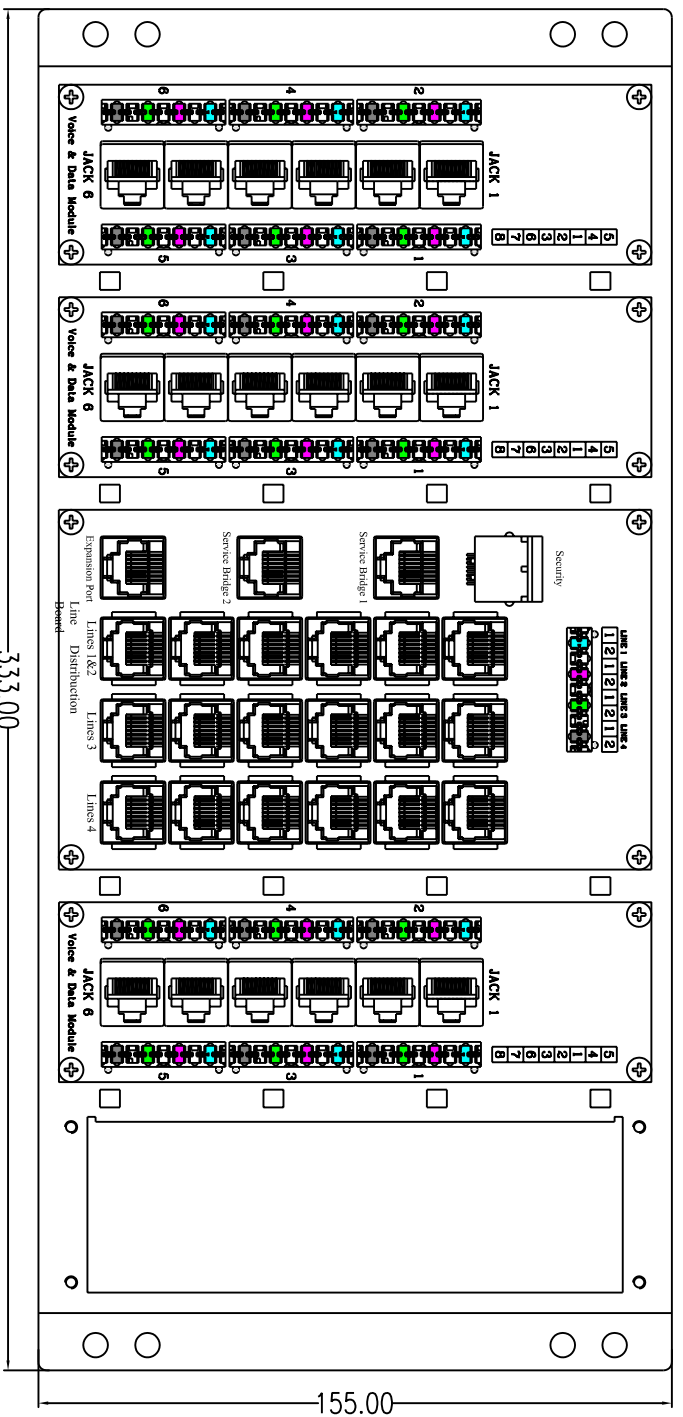 6
4
2
Voice & Data Module
JACK 6
JACK 1
5
3
1
8 7 6 3 2 1 4 5
6
4
2
Voice & Data Module
JACK 6
JACK 1
5
3
1
8 7 6 3 2 1 4 5
Expansion Port
Service Bridge 2
Service Bridge 1
Security
Line Distribuction
Board
Lines 1&2
Lines 3
Lines 4
LINE 1 LINE 2 LINE 3 LINE 4
1 2 1 2 1 2 1 2
6
4
2
Voice & Data Module
JACK 6
JACK 1
5
3
1
8 7 6 3 2 1 4 5
333.00
155.00